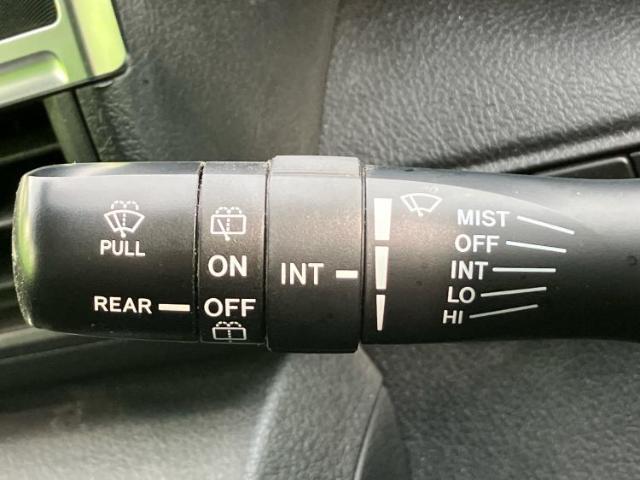 PULL
REAR
ON
OFF
INT
MIST
OFF
INT
LO
HI